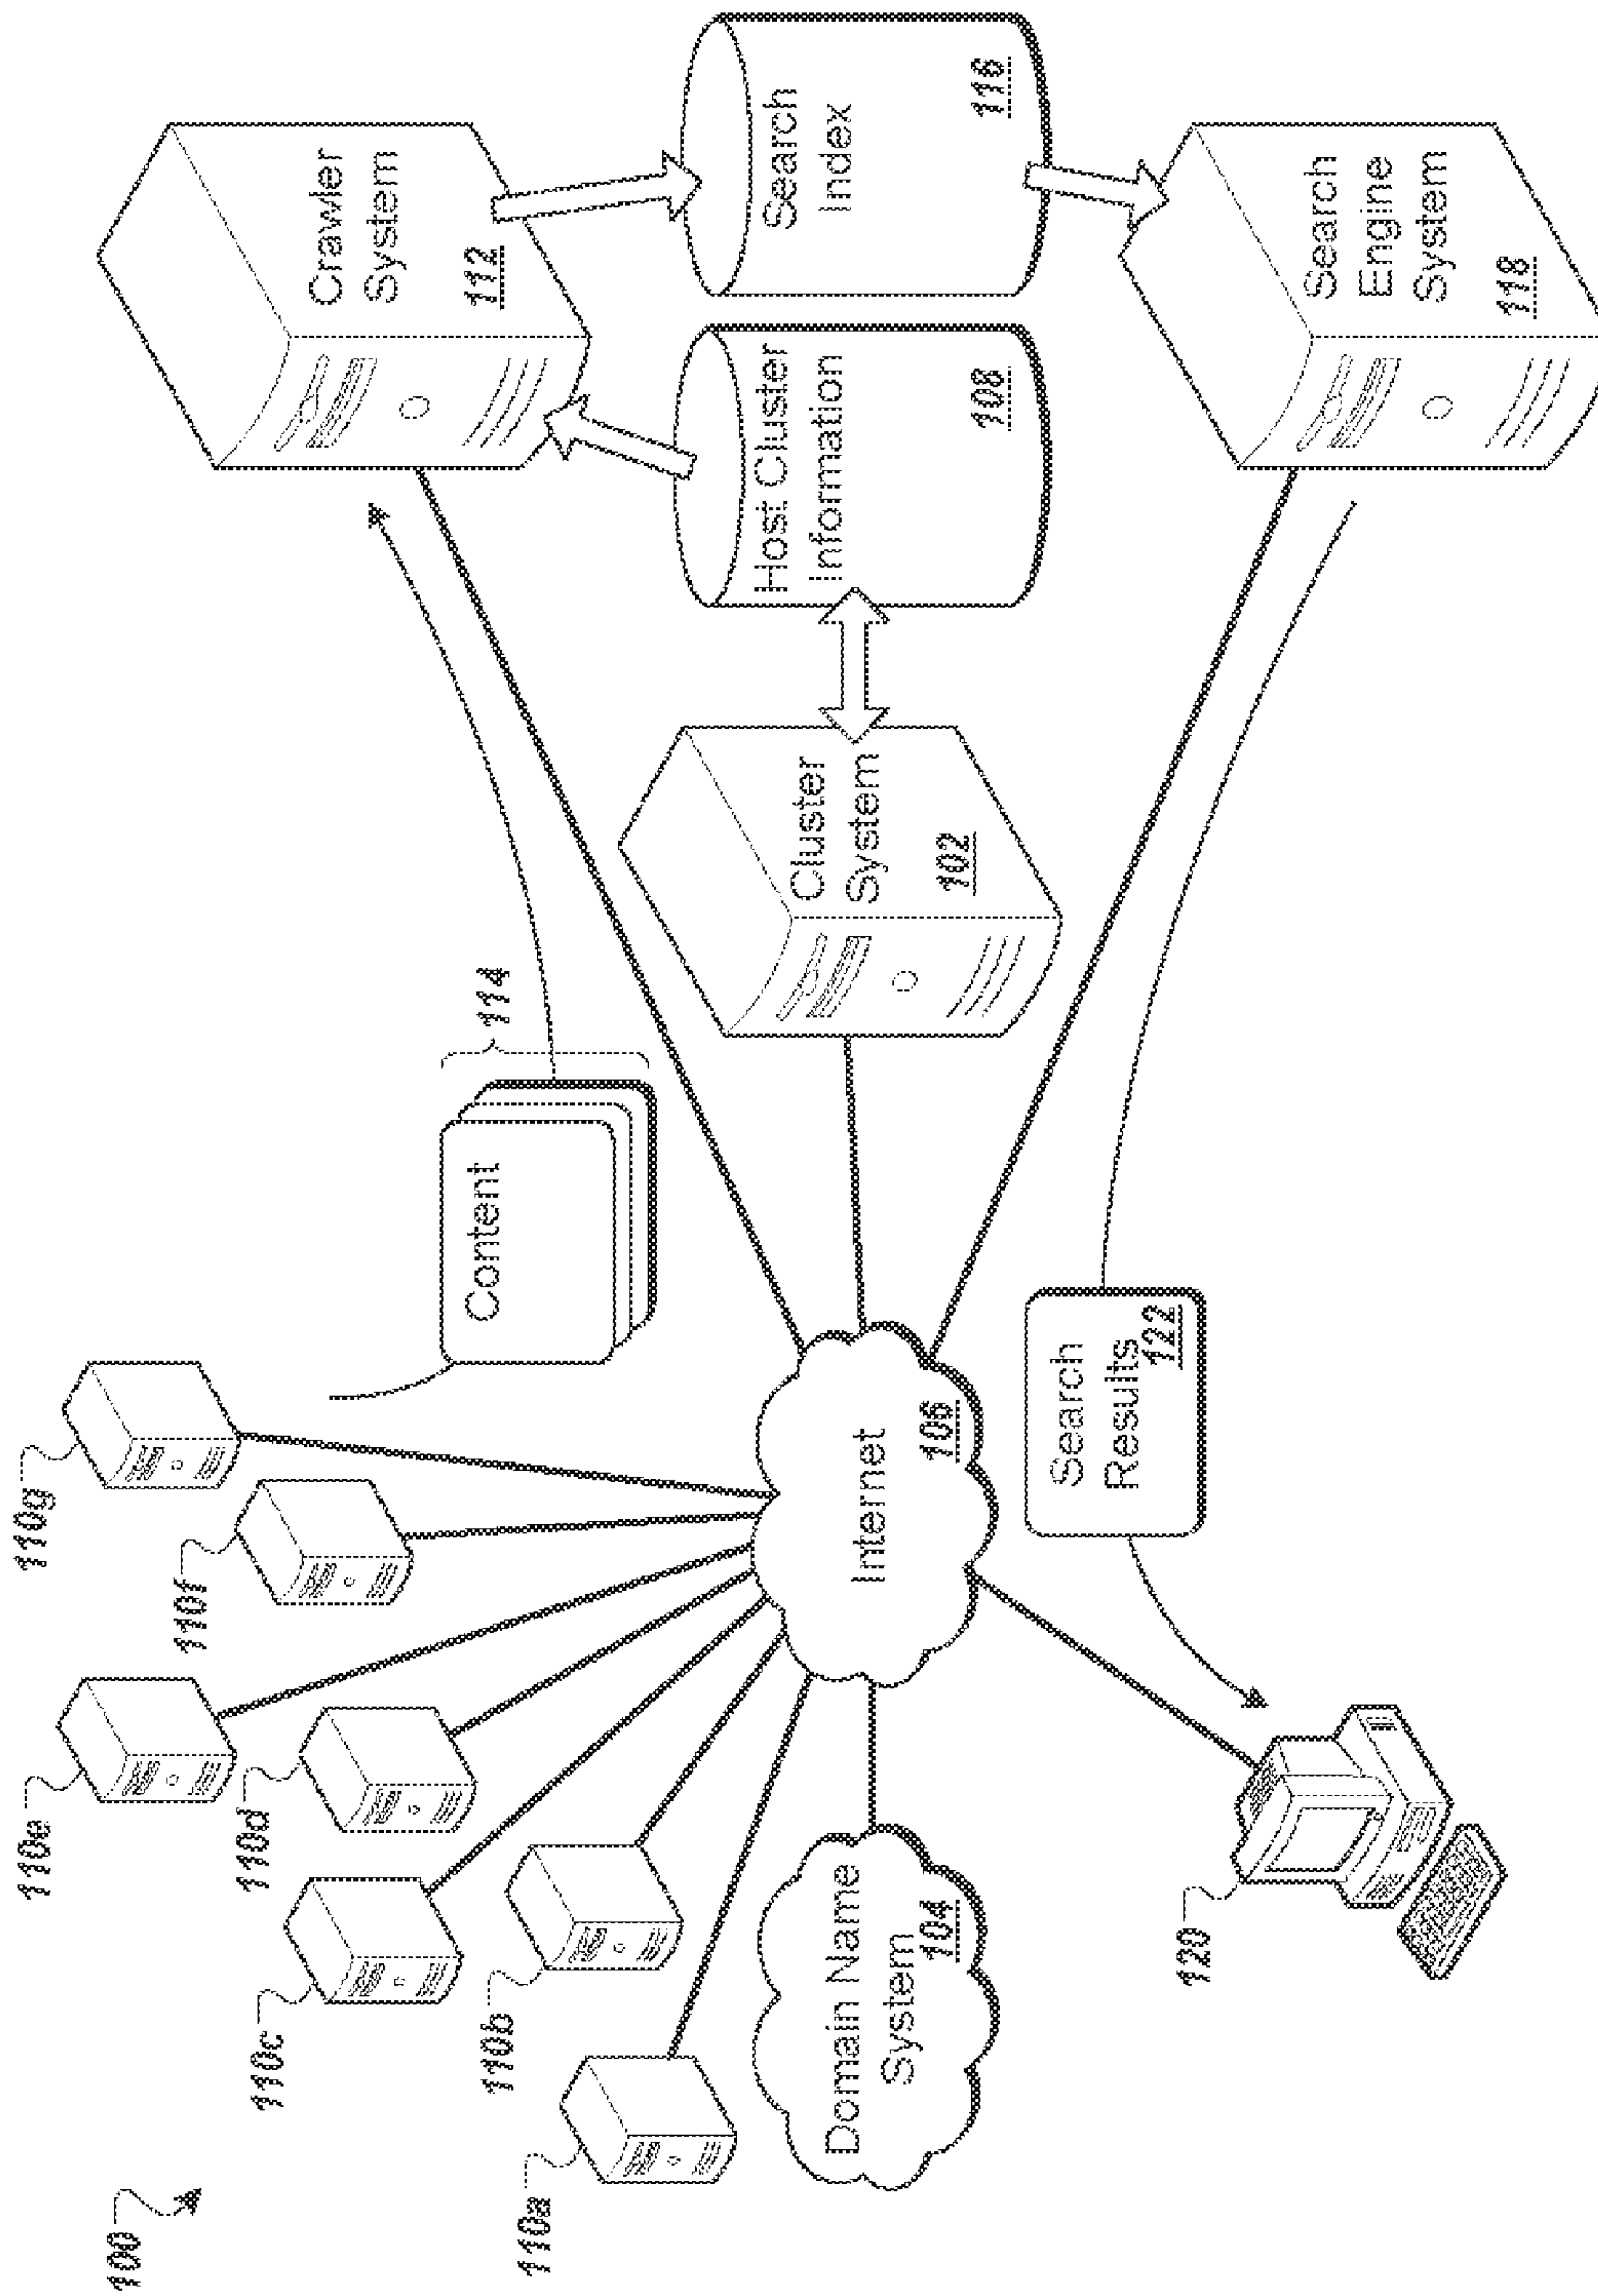 100
110a
110b
110c
110d
110e
110f
110g
Content
114
Crawler
System
112
Domain Name
System
104
Internet
106
Cluster
System
102
Host Cluster
Information
108
Search
Index
116
120
Search
Results
122
Search
Engine
System
118